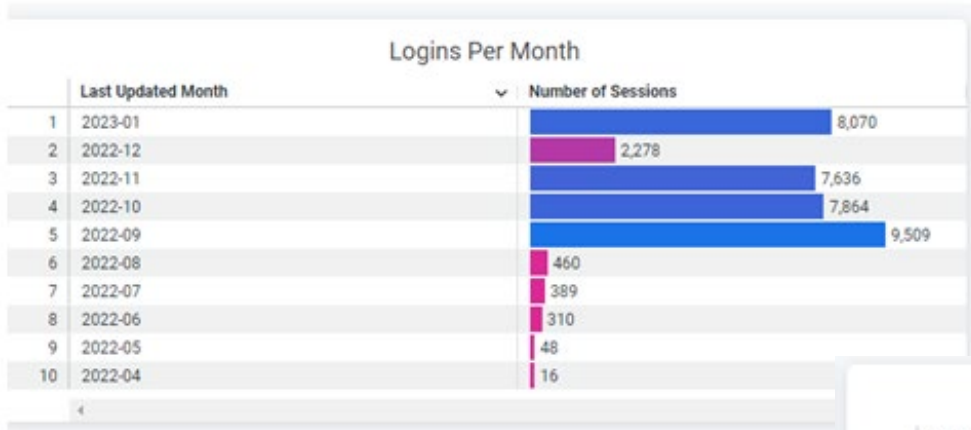 Logins Per Month
Last Updated Month Number of Sessions
1 2023-01 8,070
2 2022-12 2,278
3 2022-11 7,636
4 2022-10 7,864
5 2022-09 9,509
6 2022-08 460
7 2022-07 389
8 2022-06 310
9 2022-05 48
10 2022-04 16